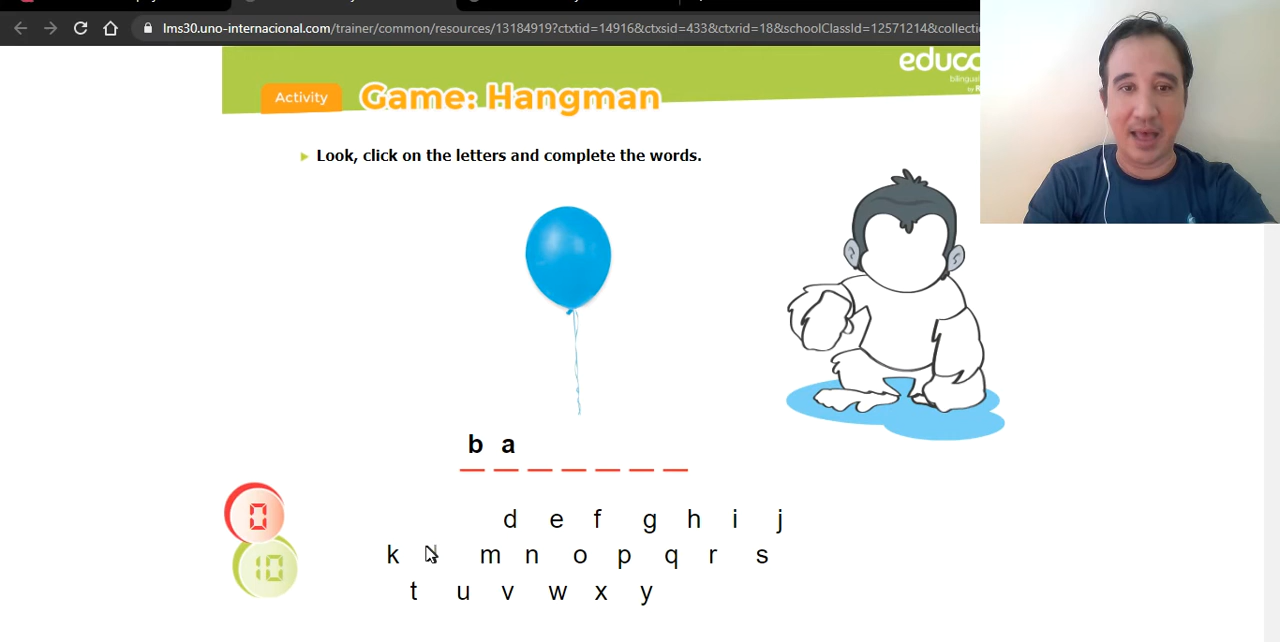 lms30.uno-internacional.com/trainer/common/resources/13184919?ctxtid=14916&ctxsid=433&ctxrid=18&schoolClassId=12571214&collecti
Activity
Game: Hangman
bilingual
Look, click on the letters and complete the words.
b a
0
10
d e f g h i j
k m n o p q r s
t u v w x y